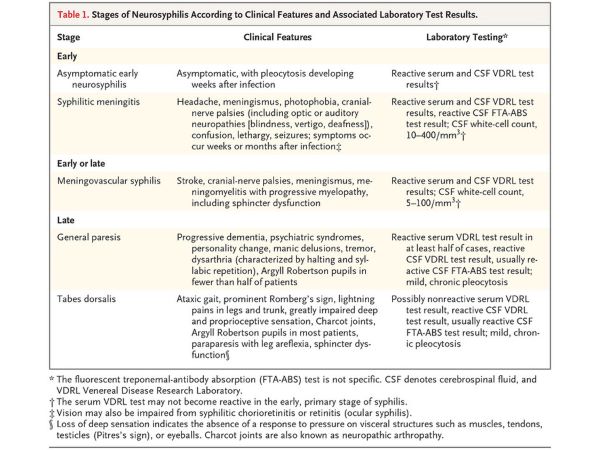 Table 1. Stages of Neurosyphilis According to Clinical Features and Associated Laboratory Test Results.
Stage Clinical Features Laboratory Testing*
Early
Asymptomatic early neurosyphilis
Asymptomatic, with pleocytosis developing
weeks after infection
Reactive serum and CSF VDRL test
results†
Syphilitic meningitis
Headache, meningismus, photophobia, cranial-
nerve palsies (including optic or auditory
neuropathies [blindness, vertigo, deafness]),
confusion, lethargy, seizures; symptoms oc-
cur weeks or months after infection‡
Reactive serum and CSF VDRL test
results, reactive CSF FTA-ABS
test result; CSF white-cell count,
10–400/mm³†
Early or late
Meningovascular syphilis
Stroke, cranial-nerve palsies, meningismus, me-
ningomyelitis with progressive myelopathy,
including sphincter dysfunction
Reactive serum and CSF VDRL test
results; CSF white-cell count,
5–100/mm³†
Late
General paresis
Progressive dementia, psychiatric syndromes,
personality change, manic delusions, tremor,
dysarthria (characterized by halting and syl-
labic repetition), Argyll Robertson pupils in
fewer than half of patients
Reactive serum VDRL test result in
at least half of cases, reactive
CSF VDRL test result, usually re-
active CSF FTA-ABS test result;
mild, chronic pleocytosis
Tabes dorsalis
Ataxic gait, prominent Romberg's sign, lightning
pains in legs and trunk, greatly impaired deep
and proprioceptive sensation, Charcot joints,
Argyll Robertson pupils in most patients,
paraparesis with leg areflexia, sphincter dys-
function§
Possibly nonreactive serum VDRL
test result, reactive CSF VDRL
test result, usually reactive CSF
FTA-ABS test result; mild, chron-
ic pleocytosis
* The fluorescent treponemal-antibody absorption (FTA-ABS) test is not specific. CSF denotes cerebrospinal fluid, and
VDRL Venereal Disease Research Laboratory.
† The serum VDRL test may not become reactive in the early, primary stage of syphilis.
‡ Vision may also be impaired from syphilitic chorioretinitis or retinitis (ocular syphilis).
§ Loss of deep sensation indicates the absence of a response to pressure on visceral structures such as muscles, tendons,
testicles (Pitres's sign), or eyeballs. Charcot joints are also known as neuropathic arthropathy.